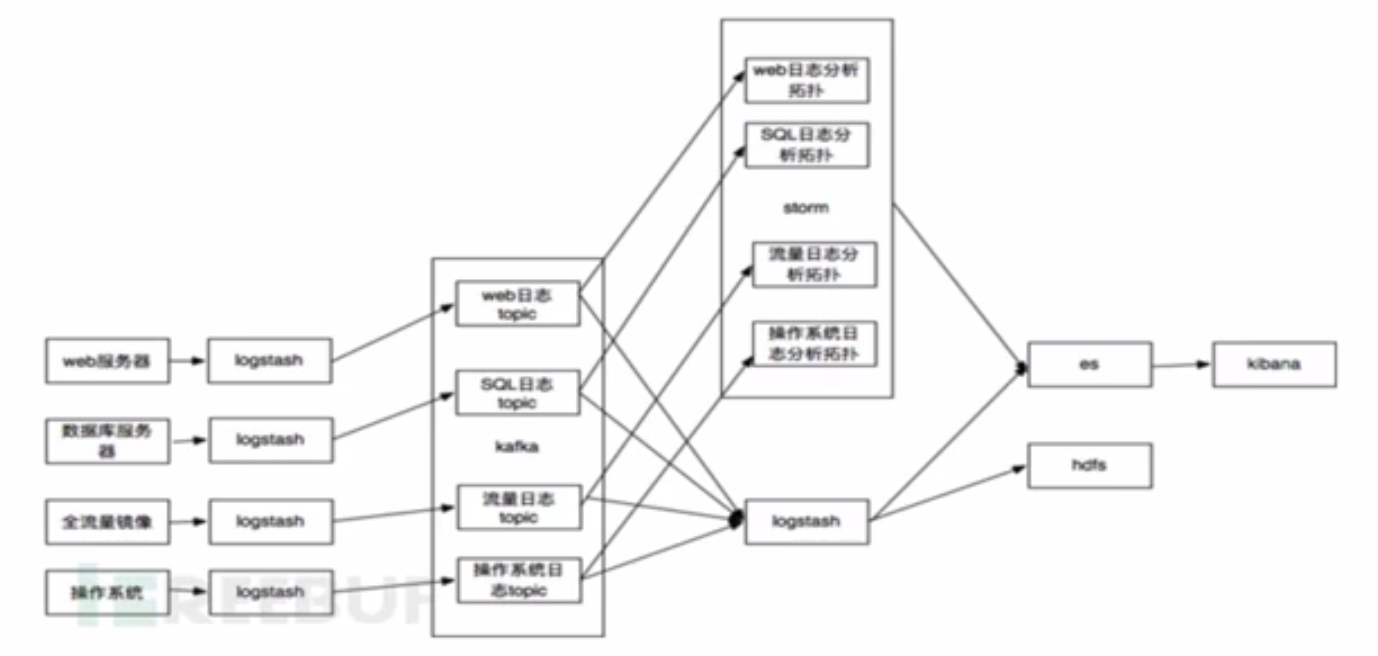 web日志分析
拓扑
SQL日志分
析拓扑
storm
流量日志分
析拓扑
操作系统日
志分析拓扑
web日志
topic
SQL日志
topic
kafka
流量日志
topic
操作系统日
志topic
web服务器
logstash
数据库服务
器
logstash
全流量镜像
logstash
操作系统
logstash
logstash
es
kibana
hdfs
REEBUF